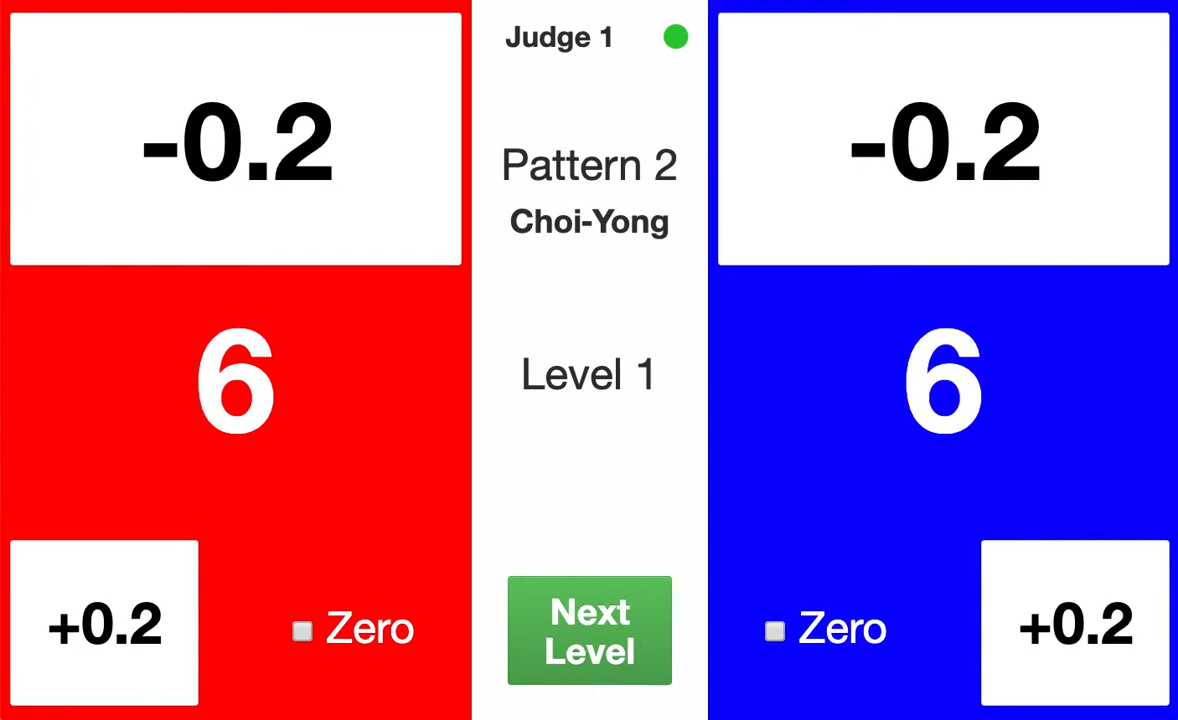 -0.2
6
+0.2
Zero
Judge 1
Pattern 2
Choi-Yong
Level 1
Next
Level
-0.2
6
Zero
+0.2